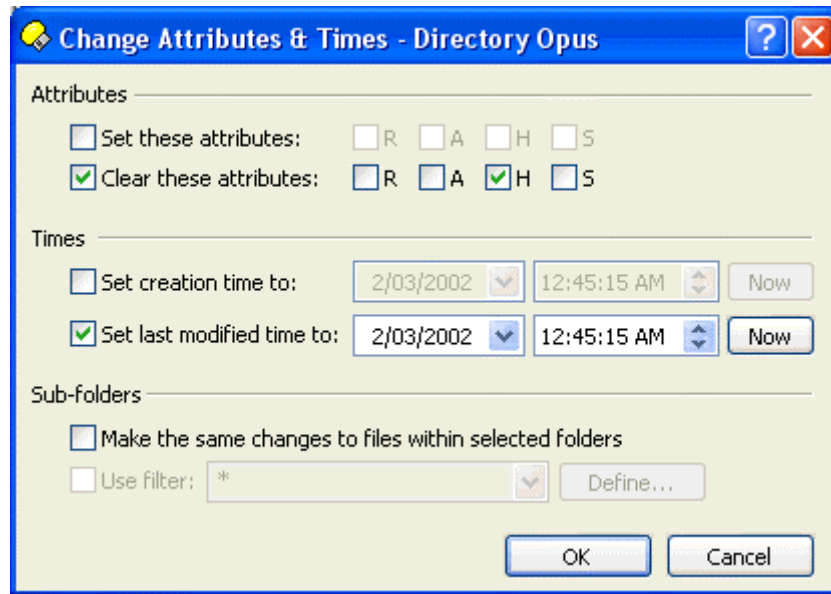 Change Attributes & Times - Directory Opus ?
Attributes
Set these attributes: R A H S
Clear these attributes: R A H S
Times
Set creation time to: 2/03/2002 12:45:15 AM Now
Set last modified time to: 2/03/2002 12:45:15 AM Now
Sub-folders
Make the same changes to files within selected folders
Use filter: * Define...
OK Cancel